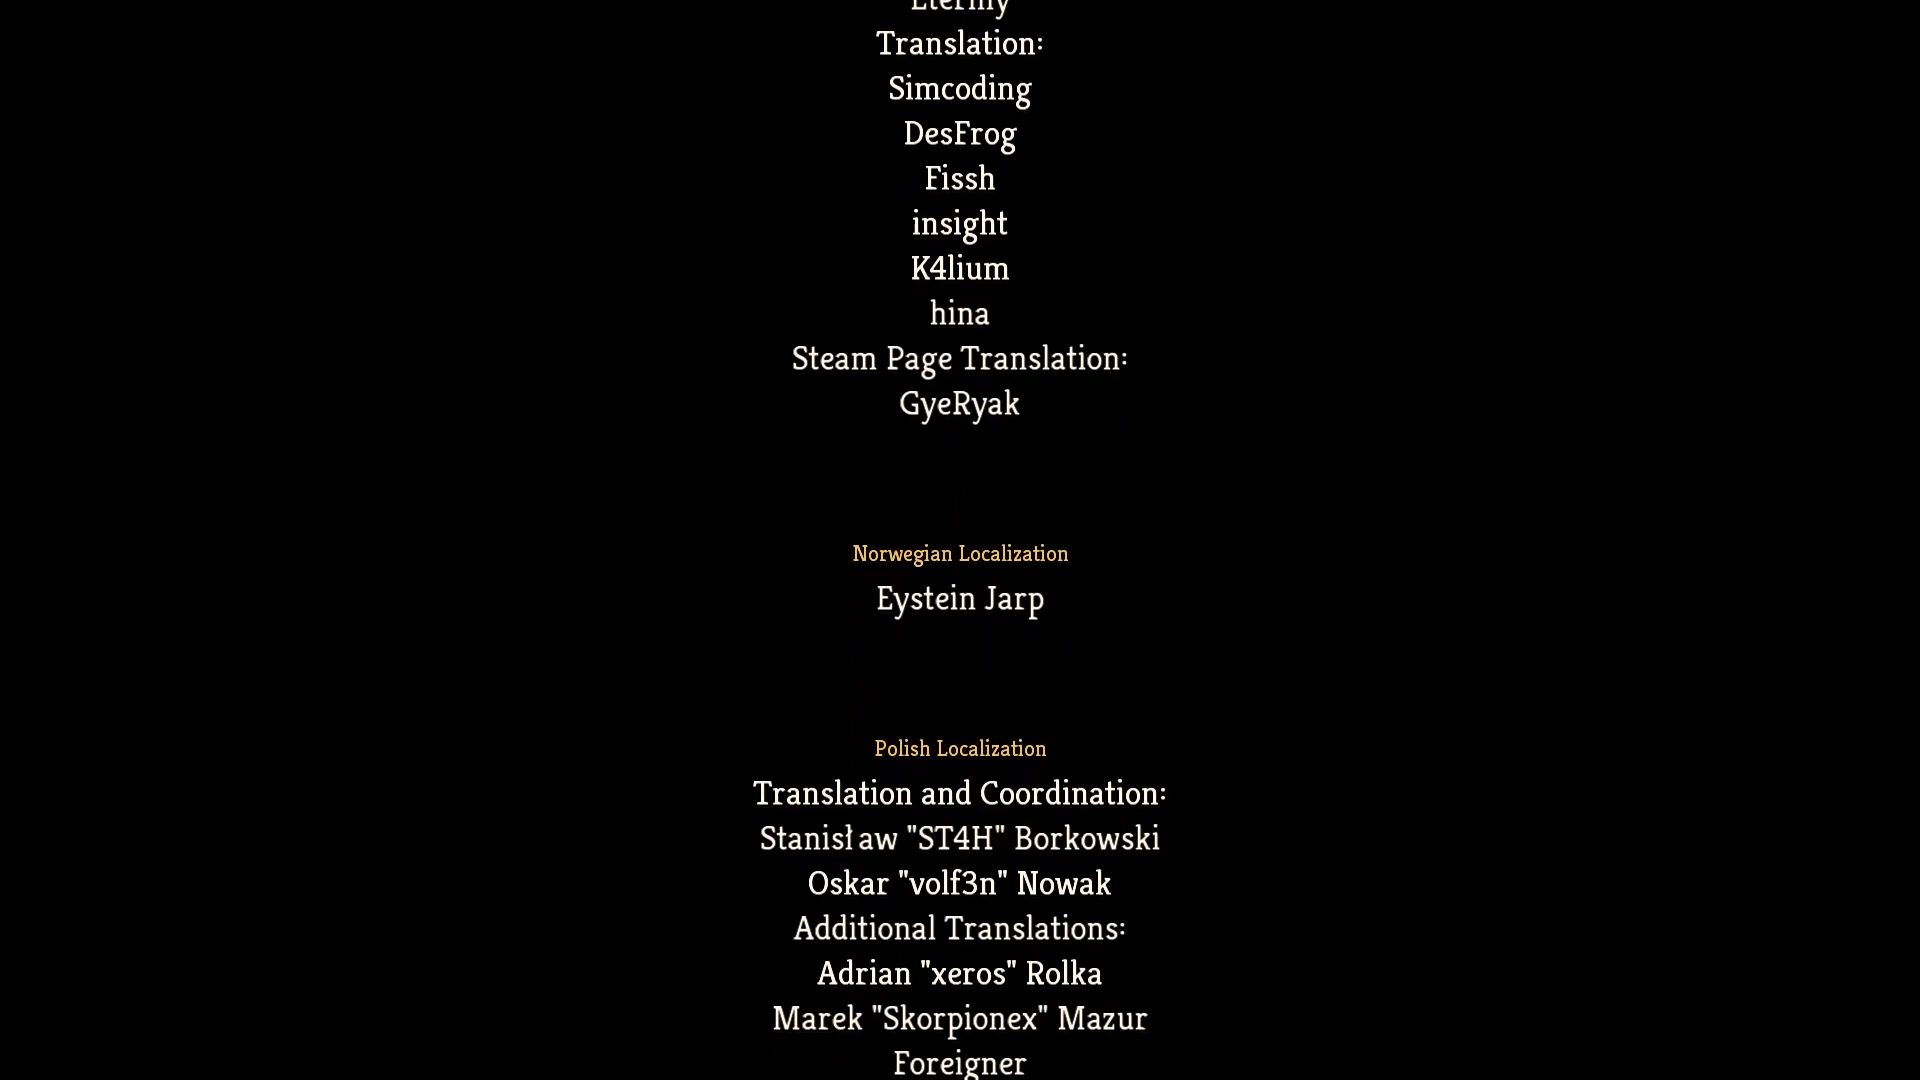 Translation:
Simcoding
DesFrog
Fissh
insight
K4lium
hina
Steam Page Translation:
GyeRyak
Norwegian Localization
Eystein Jarp
Polish Localization
Translation and Coordination:
Stanisław "ST4H" Borkowski
Oskar "volf3n" Nowak
Additional Translations:
Adrian "xeros" Rolka
Marek "Skorpionex" Mazur
Foreigner